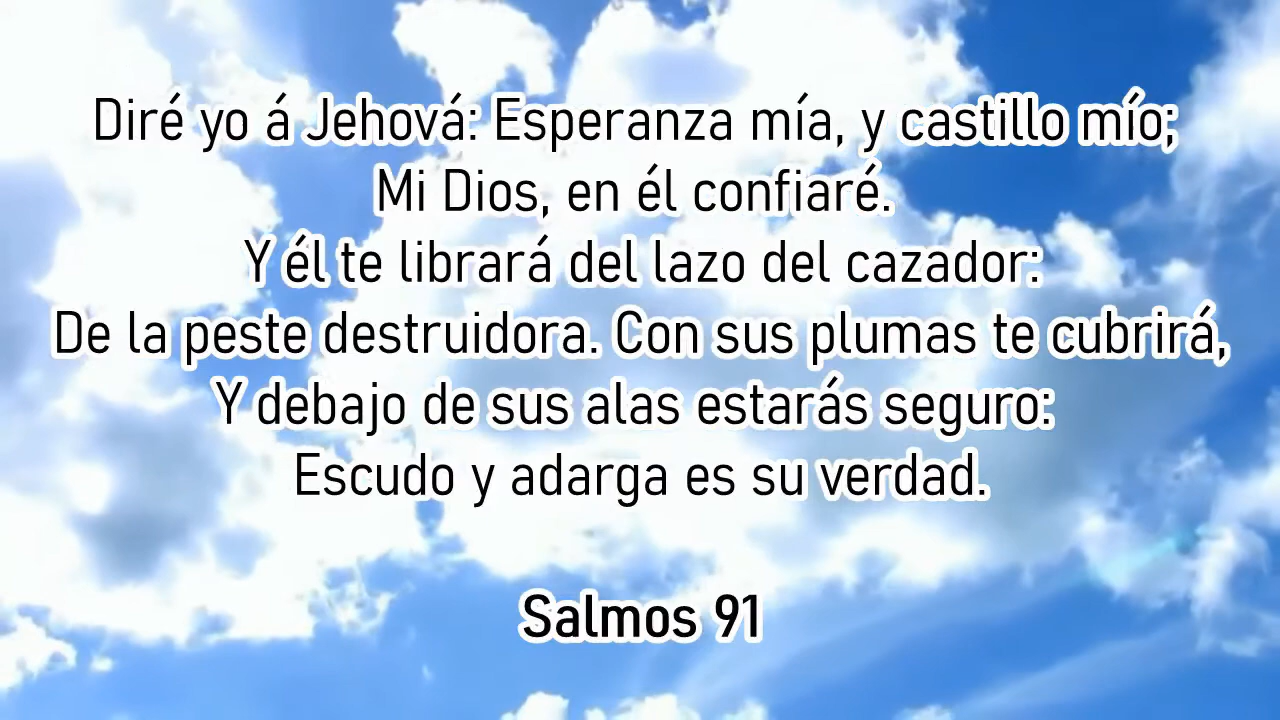 Diré yo á Jehová: Esperanza mía, y castillo mío;
Mi Dios, en él confiaré.
Y él te librará del lazo del cazador:
De la peste destruidora. Con sus plumas te cubrirá,
Y debajo de sus alas estarás seguro:
Escudo y adarga es su verdad.
Salmos 91